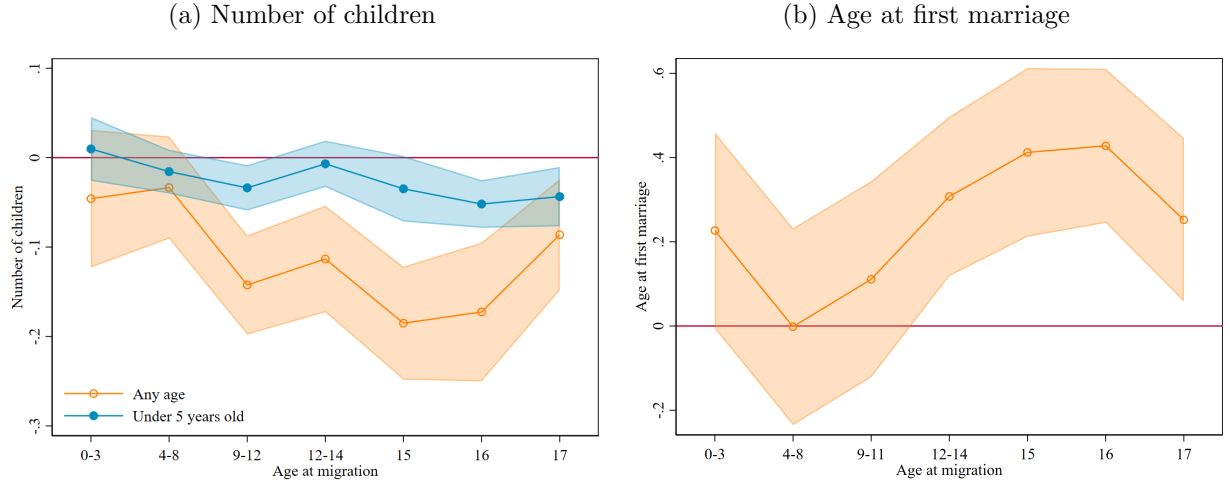 (a) Number of children
.1
0
-.1
-.2
-.3
Number of children
Any age
Under 5 years old
0-3 4-8 9-12 12-14 15 16 17
Age at migration
(b) Age at first marriage
.6
.4
.2
0
-.2
Age at first marriage
0-3 4-8 9-11 12-14 15 16 17
Age at migration